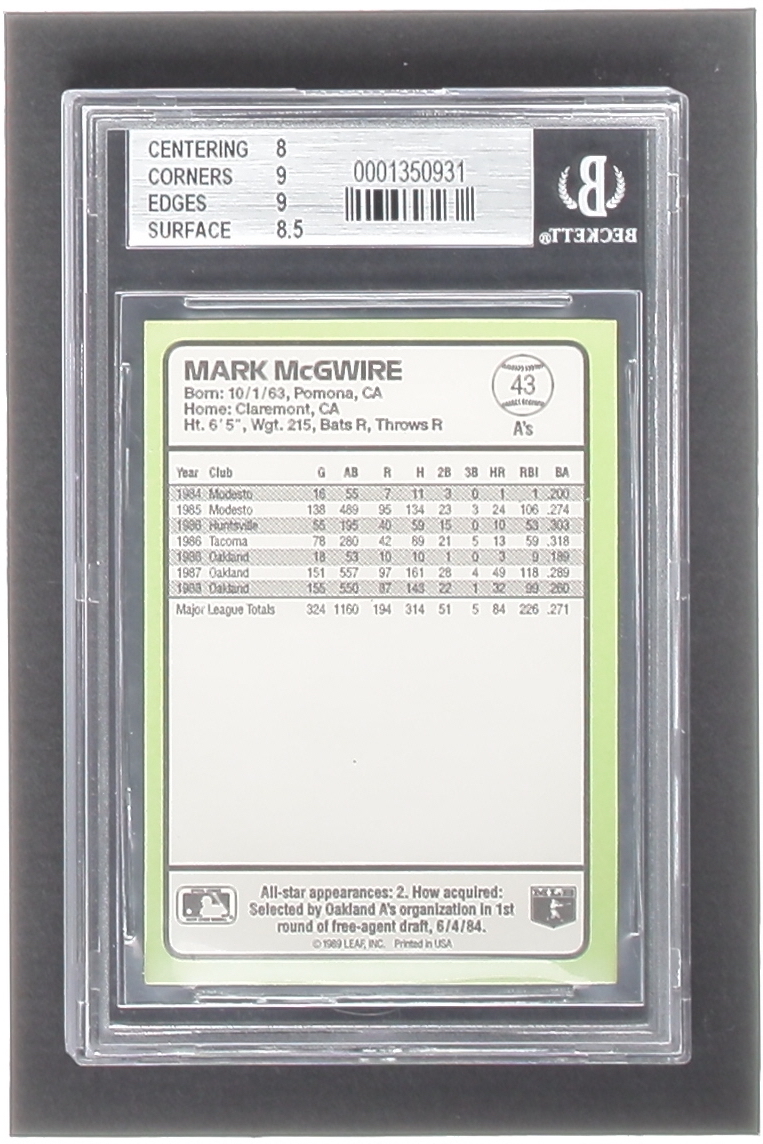 CENTERING 8
CORNERS 9
EDGES 9
SURFACE 8.5
0001350931
BECKETT®
MARK McGWIRE
Born: 10/1/63, Pomona, CA
Home: Claremont, CA
Ht. 6'5", Wgt. 215, Bats R, Throws R
43
A's
Year Club G AB R H 2B 3B HR RBI BA
1984 Modesto 16 55 7 11 3 0 1 1 .200
1985 Modesto 138 489 95 134 23 3 24 106 .274
1986 Huntsville 55 195 40 59 15 0 10 53 .303
1986 Tacoma 78 280 42 89 21 5 13 59 .318
1986 Oakland 18 53 10 10 1 0 3 9 .189
1987 Oakland 151 557 97 161 28 4 49 118 .289
1988 Oakland 155 550 87 143 22 1 32 99 .260
Major League Totals 324 1160 194 314 51 5 84 226 .271
All-star appearances: 2. How acquired:
Selected by Oakland A's organization in 1st
round of free-agent draft, 6/4/84.
© 1989 LEAF, INC. Printed in USA